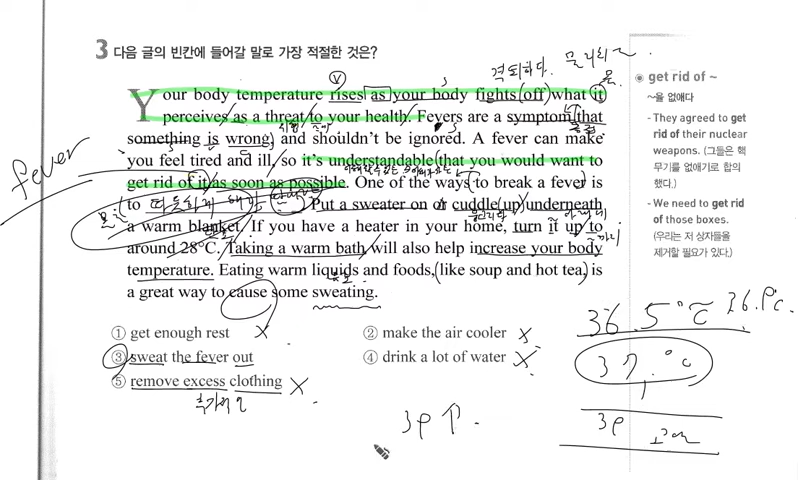 3 다음 글의 빈칸에 들어갈 말로 가장 적절한 것은?
격퇴하다. 물리치
Your body temperature rises as your body fights off what it
perceives as a threat to your health. Fevers are a symptom that
something is wrong and shouldn't be ignored. A fever can make
you feel tired and ill, so it's understandable that you would want to
get rid of it as soon as possible. One of the ways to break a fever is
to 따뜻하게 Put a sweater on or cuddle up underneath
a warm blanket. If you have a heater in your home, turn it up to
around 28°C. Taking a warm bath will also help increase your body
temperature. Eating warm liquids and foods, (like soup and hot tea) is
a great way to cause some sweating.
fever
① get enough rest X
② make the air cooler X
③ sweat the fever out
④ drink a lot of water X
⑤ remove excess clothing X
get rid of ~
~을 없애다
- They agreed to get
rid of their nuclear
weapons. (그들은 핵
무기를 없애기로 합의
했다.)
- We need to get rid
of those boxes.
(우리는 저 상자들을
제거할 필요가 있다.)
36.5°C
37.°C